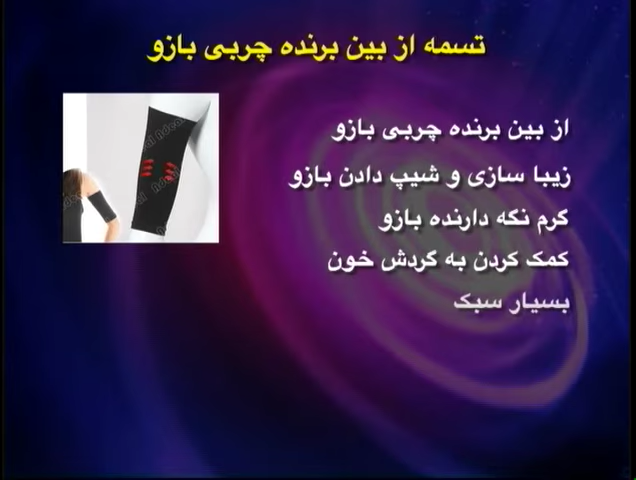 تسمه از بین برنده چربی بازو
از بین برنده چربی بازو
زیبا سازی و شیپ دادن بازو
گرم نگه دارنده بازو
کمک کردن به گردش خون
بسیار سبک